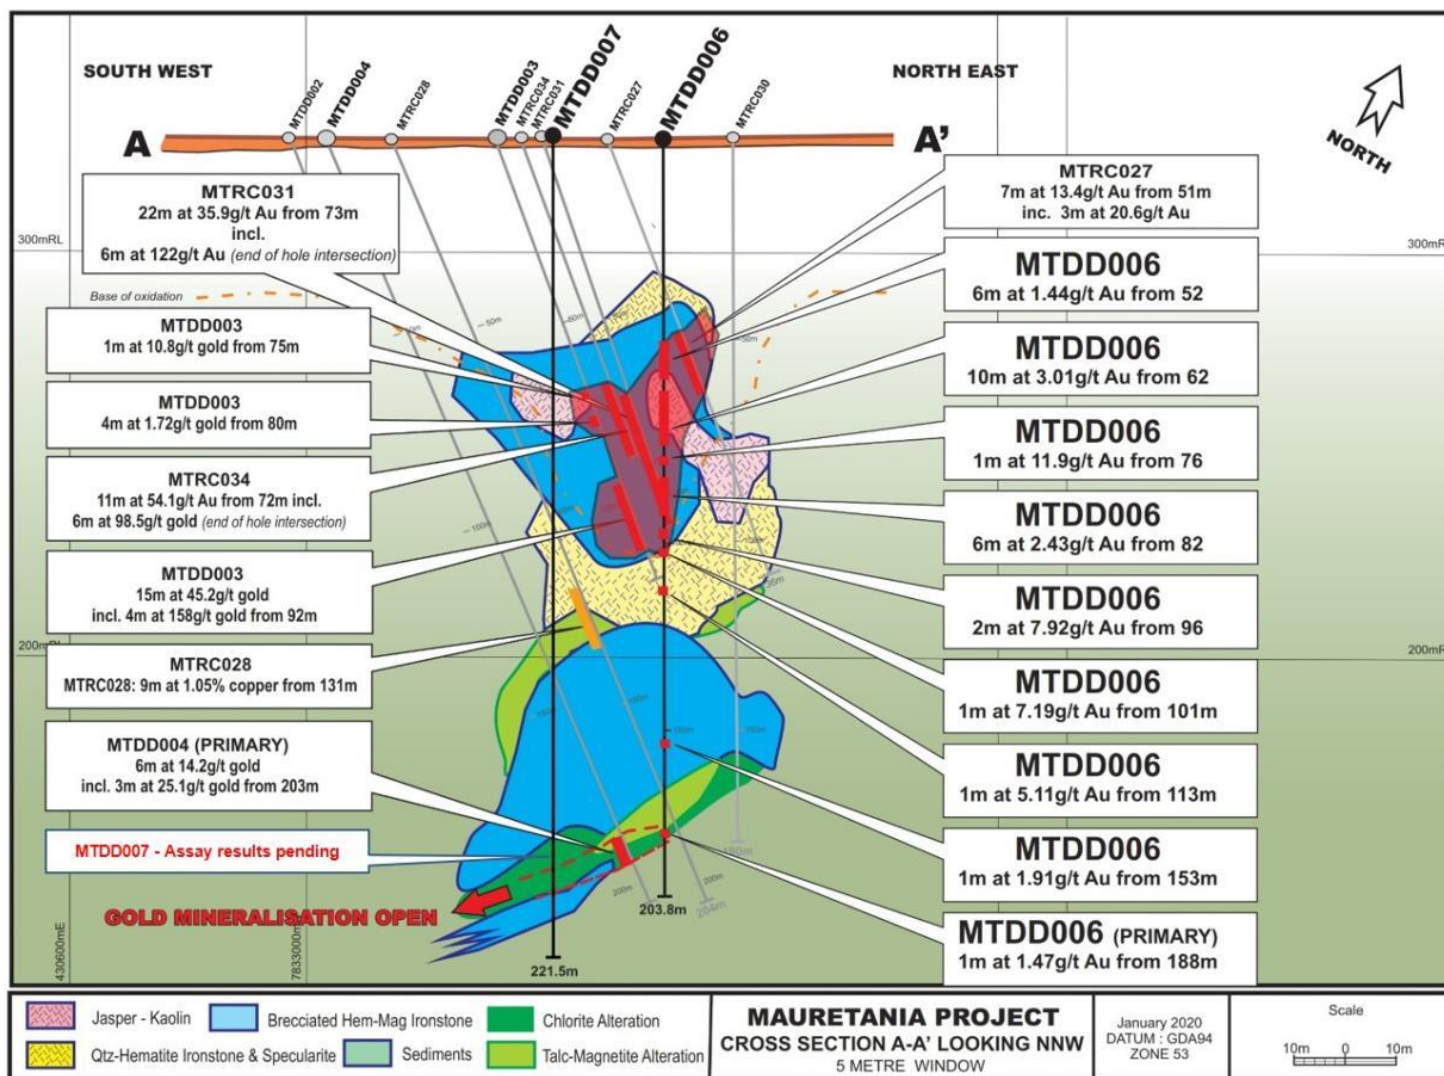 SOUTH WEST
NORTH EAST
NORTH
A
A'
MTDD002
MTDD004
MTRC028
MTDD003
MTRC034
MTRC031
MTDD007
MTRC027
MTDD006
MTRC030
300mRL
300mR
Base of oxidation
MTRC031
22m at 35.9g/t Au from 73m
incl.
6m at 122g/t Au (end of hole intersection)
MTDD003
1m at 10.8g/t gold from 75m
MTDD003
4m at 1.72g/t gold from 80m
MTRC034
11m at 54.1g/t Au from 72m incl.
6m at 98.5g/t gold (end of hole intersection)
MTDD003
15m at 45.2g/t gold
incl. 4m at 158g/t gold from 92m
MTRC028
MTRC028: 9m at 1.05% copper from 131m
MTDD004 (PRIMARY)
6m at 14.2g/t gold
incl. 3m at 25.1g/t gold from 203m
MTDD007 - Assay results pending
GOLD MINERALISATION OPEN
MTRC027
7m at 13.4g/t Au from 51m
inc. 3m at 20.6g/t Au
MTDD006
6m at 1.44g/t Au from 52
MTDD006
10m at 3.01g/t Au from 62
MTDD006
1m at 11.9g/t Au from 76
MTDD006
6m at 2.43g/t Au from 82
MTDD006
2m at 7.92g/t Au from 96
MTDD006
1m at 7.19g/t Au from 101m
MTDD006
1m at 5.11g/t Au from 113m
MTDD006
1m at 1.91g/t Au from 153m
MTDD006 (PRIMARY)
1m at 1.47g/t Au from 188m
200mR
50m
50m
100m
150m
150m
200m
200m
180m
204m
203.8m
221.5m
430600mE
7833000m
Jasper - Kaolin
Brecciated Hem-Mag Ironstone
Chlorite Alteration
Qtz-Hematite Ironstone & Specularite
Sediments
Talc-Magnetite Alteration
MAURETANIA PROJECT
CROSS SECTION A-A' LOOKING NNW
5 METRE WINDOW
January 2020
DATUM : GDA94
ZONE 53
Scale
10m 0 10m